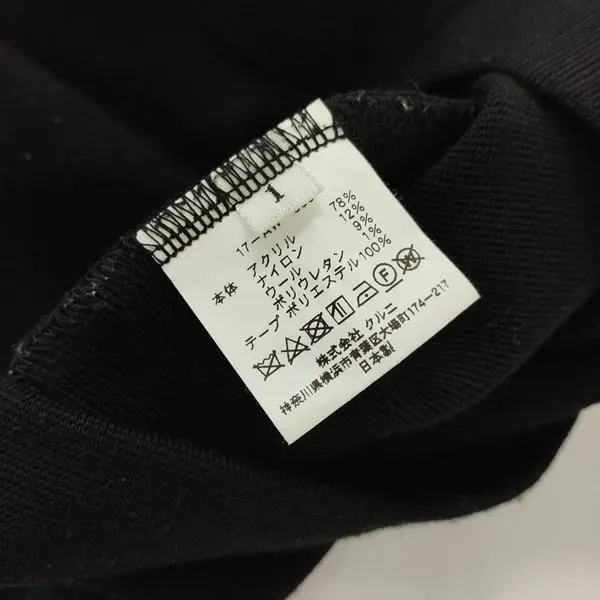 1
17-AW
本体 アクリル 78%
ナイロン 12%
ウール 9%
ポリウレタン 1%
テープ ポリエステル 100%
株式会社 クルニ
神奈川県横浜市青葉区大場町174-217
日本製